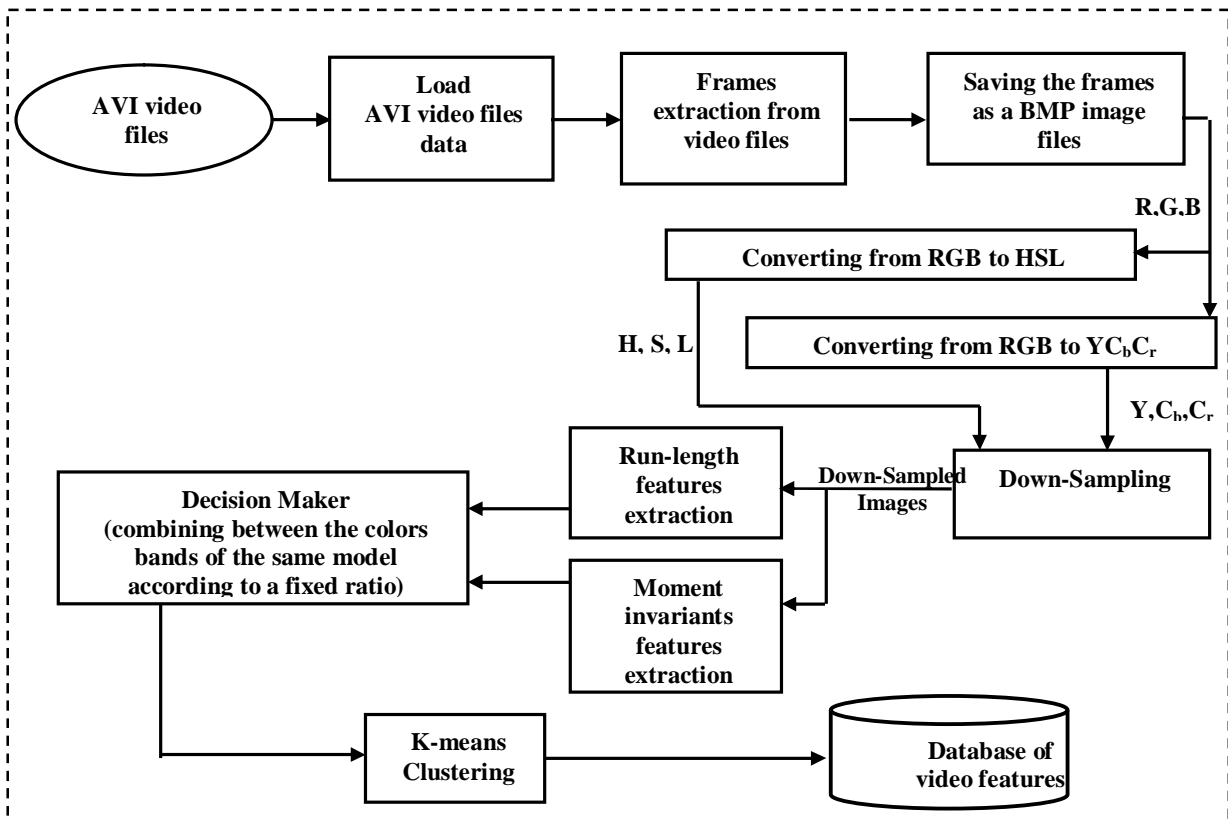 AVI video
files
Load
AVI video files
data
Frames
extraction from
video files
Saving the frames
as a BMP image
files
R,G,B
Converting from RGB to HSL
H, S, L
Converting from RGB to YCbCr
Y,Cb,Cr
Down-Sampling
Down-Sampled
Images
Run-length
features
extraction
Moment
invariants
features
extraction
Decision Maker
(combining between the colors
bands of the same model
according to a fixed ratio)
K-means
Clustering
Database of
video features